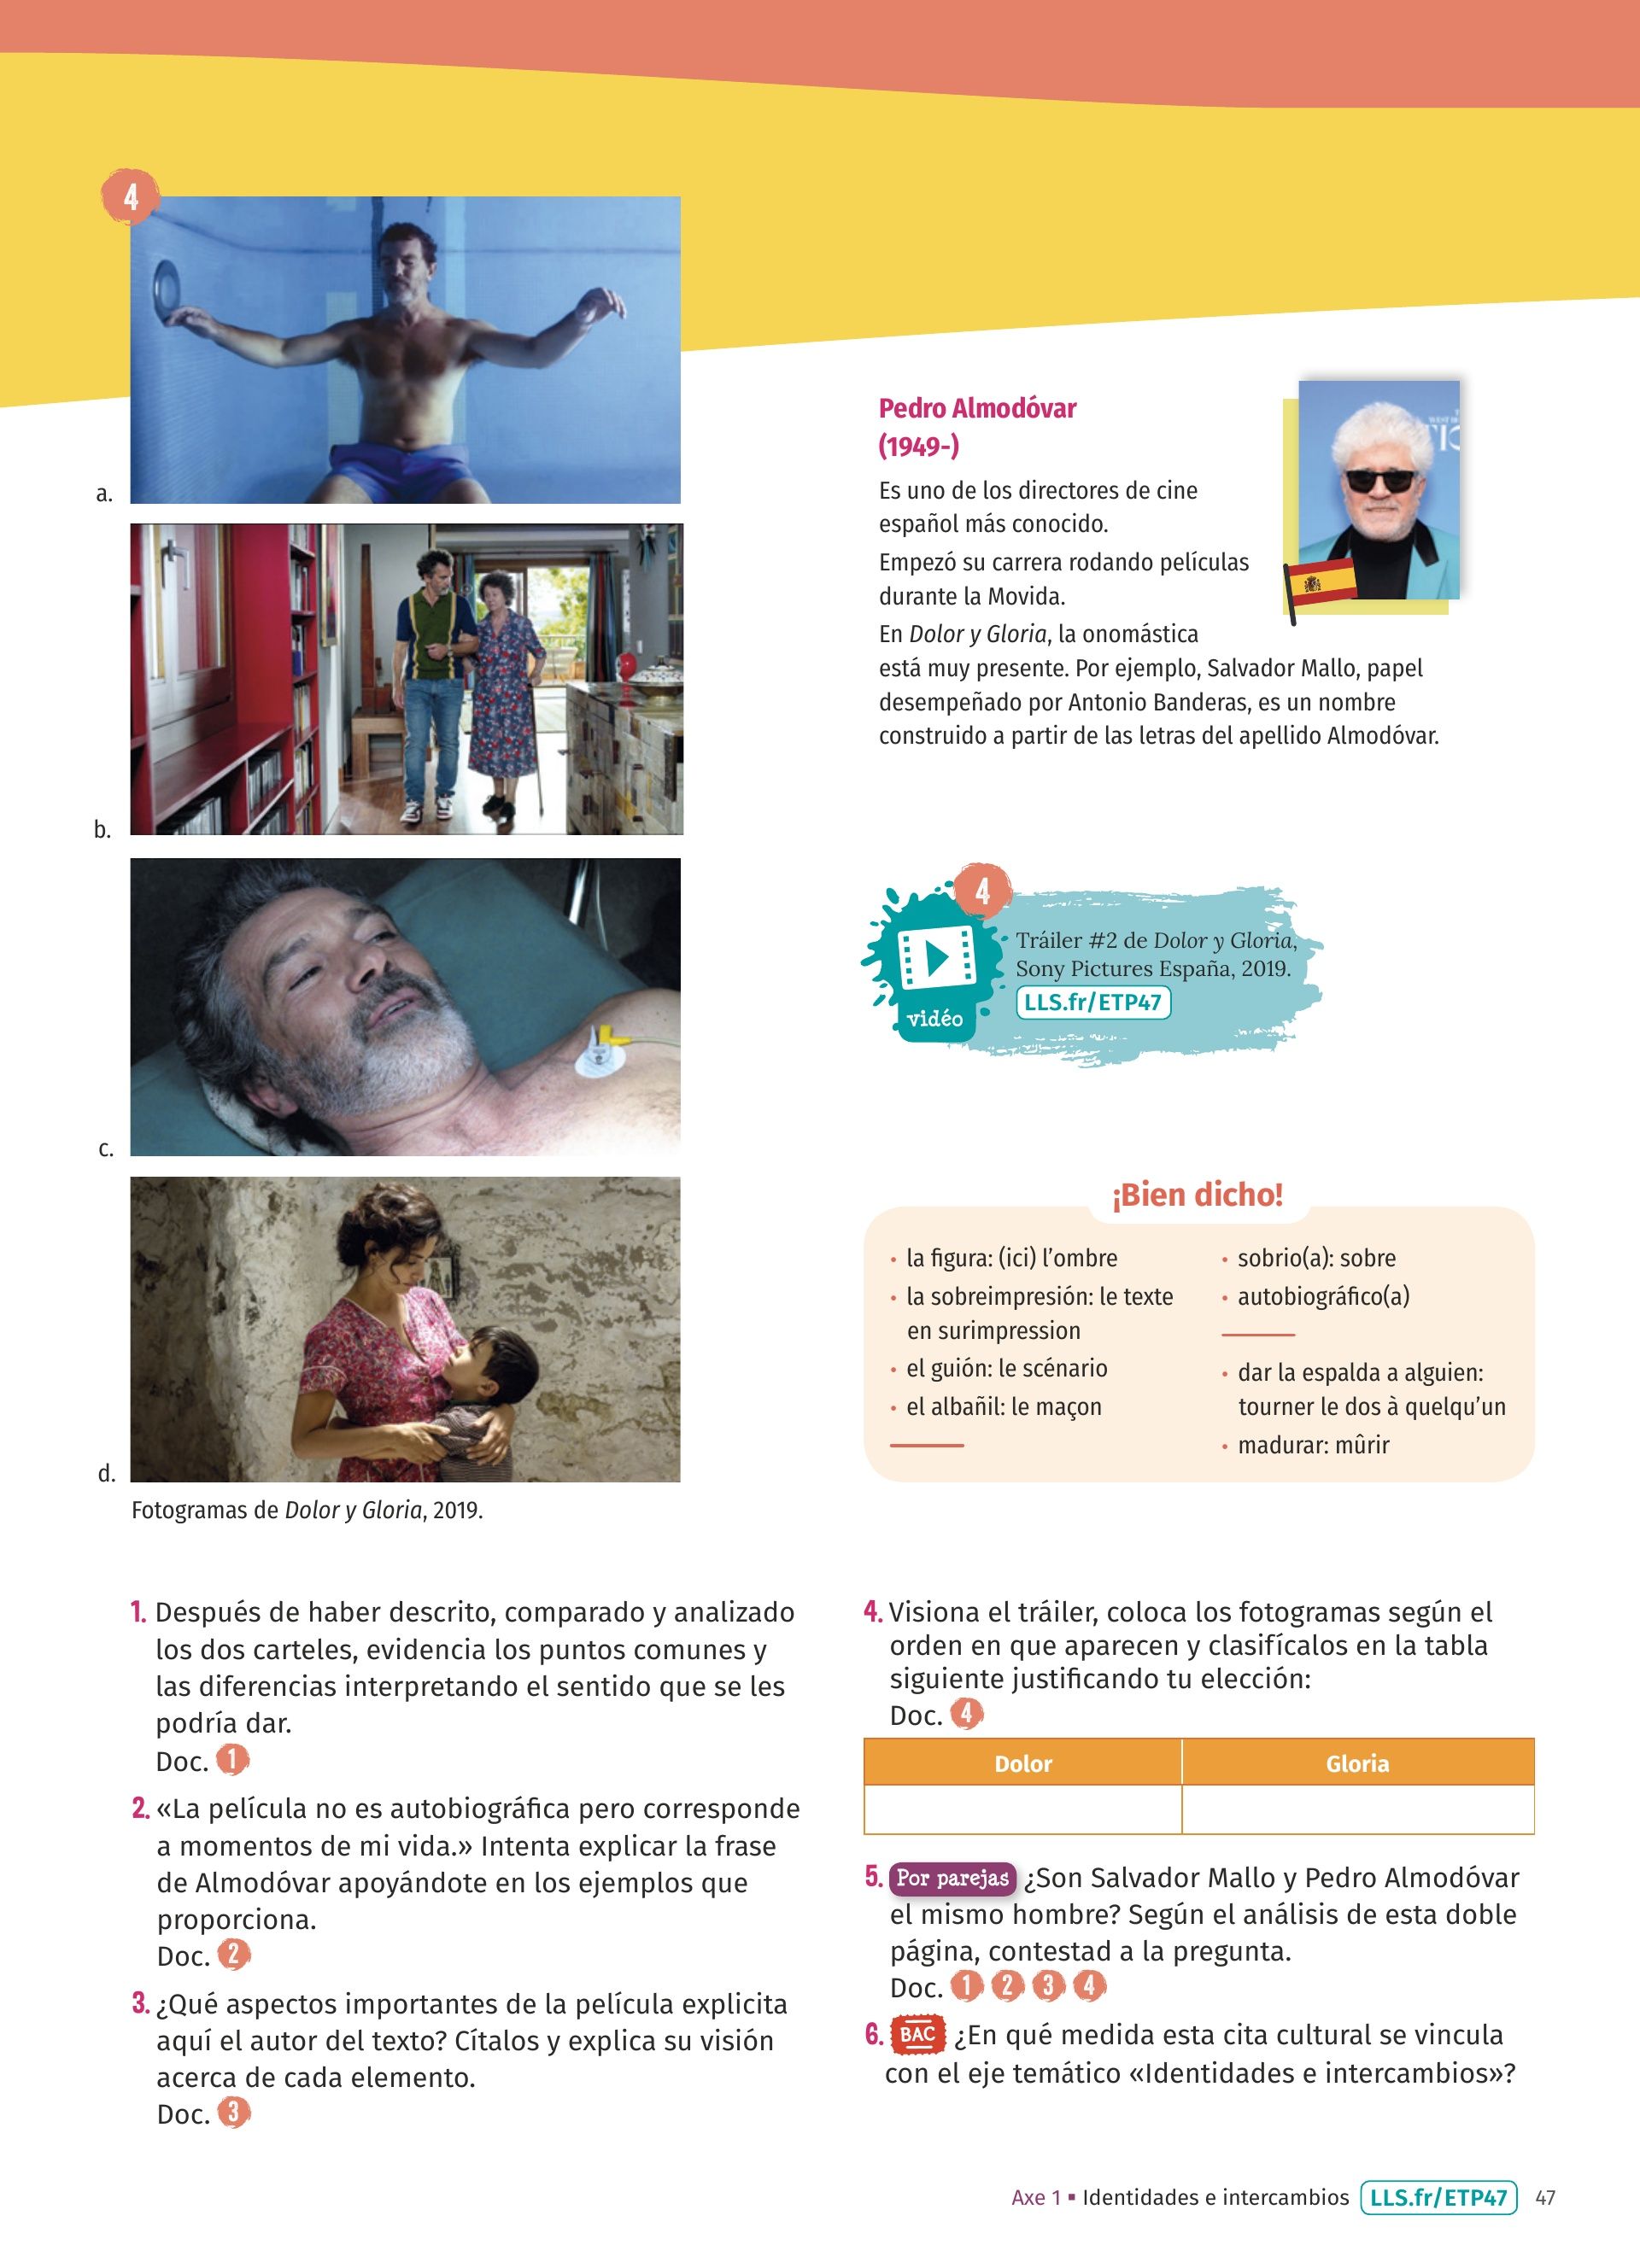 4
a.
b.
c.
d.
Fotogramas de Dolor y Gloria, 2019.
Pedro Almodóvar
(1949-)
Es uno de los directores de cine
español más conocido.
Empezó su carrera rodando películas
durante la Movida.
En Dolor y Gloria, la onomástica
está muy presente. Por ejemplo, Salvador Mallo, papel
desempeñado por Antonio Banderas, es un nombre
construido a partir de las letras del apellido Almodóvar.
4
Tráiler #2 de Dolor y Gloria,
Sony Pictures España, 2019.
LLS.fr/ETP47
vidéo
¡Bien dicho!
• la figura: (ici) l’ombre
• la sobreimpresión: le texte
en surimpression
• el guión: le scénario
• el albañil: le maçon
• sobrio(a): sobre
• autobiográfico(a)
• dar la espalda a alguien:
tourner le dos à quelqu’un
• madurar: mûrir
1. Después de haber descrito, comparado y analizado
los dos carteles, evidencia los puntos comunes y
las diferencias interpretando el sentido que se les
podría dar.
Doc. 1
2. «La película no es autobiográfica pero corresponde
a momentos de mi vida.» Intenta explicar la frase
de Almodóvar apoyándote en los ejemplos que
proporciona.
Doc. 2
3. ¿Qué aspectos importantes de la película explicita
aquí el autor del texto? Cítalos y explica su visión
acerca de cada elemento.
Doc. 3
4. Visiona el tráiler, coloca los fotogramas según el
orden en que aparecen y clasifícalos en la tabla
siguiente justificando tu elección:
Doc. 4
Dolor Gloria
5. Por parejas ¿Son Salvador Mallo y Pedro Almodóvar
el mismo hombre? Según el análisis de esta doble
página, contestad a la pregunta.
Doc. 1 2 3 4
6. BAC ¿En qué medida esta cita cultural se vincula
con el eje temático «Identidades e intercambios»?
Axe 1 ▪ Identidades e intercambios LLS.fr/ETP47 47